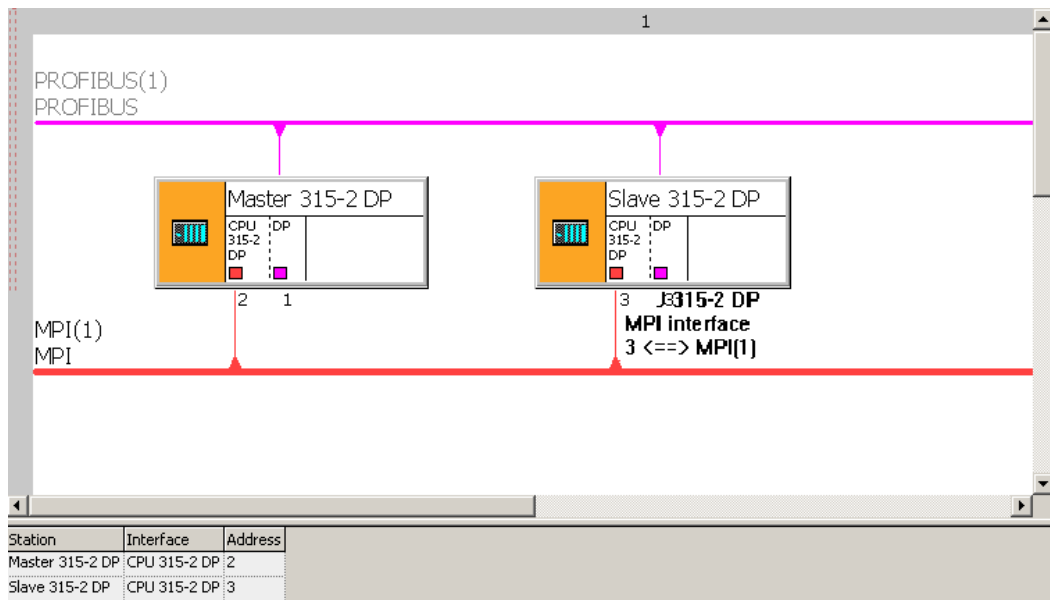 1
PROFIBUS(1)
PROFIBUS
Master 315-2 DP
CPU 315-2 DP
DP
2 1
Slave 315-2 DP
CPU 315-2 DP
DP
3
315-2 DP
MPI interface
3 <==> MPI(1)
MPI(1)
MPI
Station Interface Address
Master 315-2 DP CPU 315-2 DP 2
Slave 315-2 DP CPU 315-2 DP 3